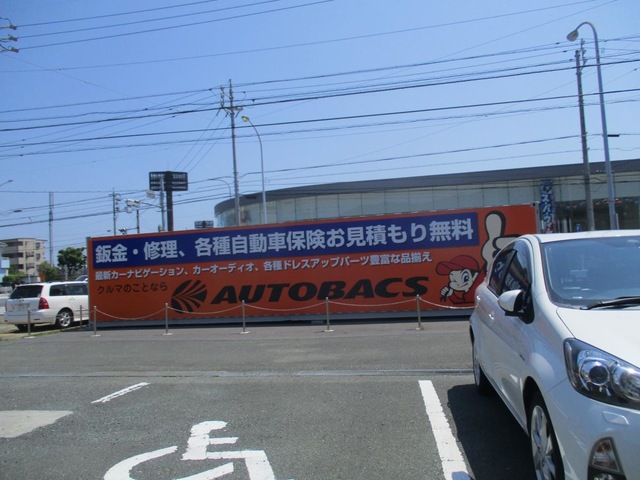 鈑金・修理、各種自動車保険お見積もり無料
最新カーナビゲーション、カーオーディオ、各種ドレスアップパーツ豊富な品揃え
クルマのことなら
AUTOBACS